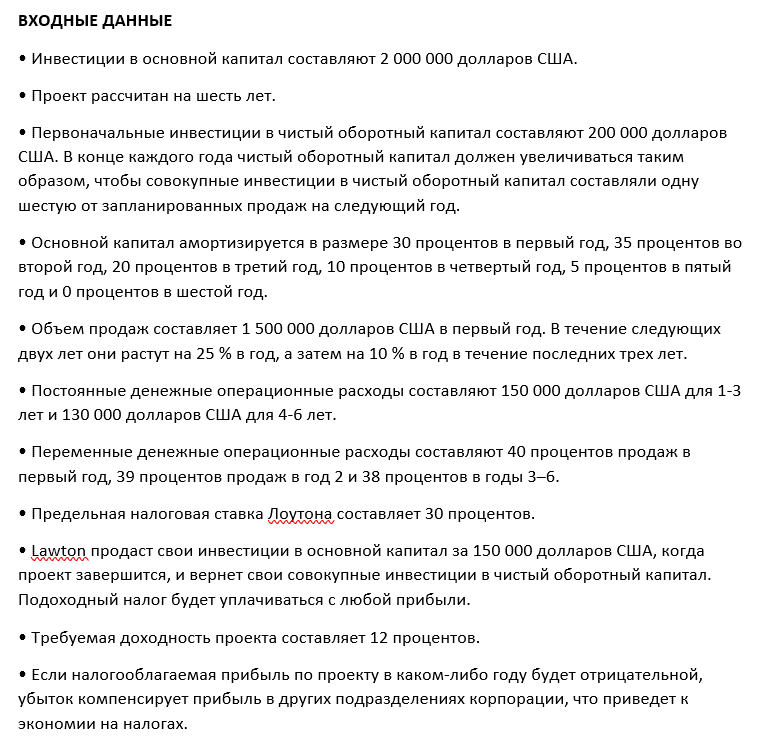 ВХОДНЫЕ ДАННЫЕ
• Инвестиции в основной капитал составляют 2 000 000 долларов США.
• Проект рассчитан на шесть лет.
• Первоначальные инвестиции в чистый оборотный капитал составляют 200 000 долларов
США. В конце каждого года чистый оборотный капитал должен увеличиваться таким
образом, чтобы совокупные инвестиции в чистый оборотный капитал составляли одну
шестую от запланированных продаж на следующий год.
• Основной капитал амортизируется в размере 30 процентов в первый год, 35 процентов во
второй год, 20 процентов в третий год, 10 процентов в четвертый год, 5 процентов в пятый
год и 0 процентов в шестой год.
• Объем продаж составляет 1 500 000 долларов США в первый год. В течение следующих
двух лет они растут на 25 % в год, а затем на 10 % в год в течение последних трех лет.
• Постоянные денежные операционные расходы составляют 150 000 долларов США для 1-3
лет и 130 000 долларов США для 4-6 лет.
• Переменные денежные операционные расходы составляют 40 процентов продаж в
первый год, 39 процентов продаж в год 2 и 38 процентов в годы 3–6.
• Предельная налоговая ставка Лоутона составляет 30 процентов.
• Lawton продаст свои инвестиции в основной капитал за 150 000 долларов США, когда
проект завершится, и вернет свои совокупные инвестиции в чистый оборотный капитал.
Подоходный налог будет уплачиваться с любой прибыли.
• Требуемая доходность проекта составляет 12 процентов.
• Если налогооблагаемая прибыль по проекту в каком-либо году будет отрицательной,
убыток компенсирует прибыль в других подразделениях корпорации, что приведет к
экономии на налогах.